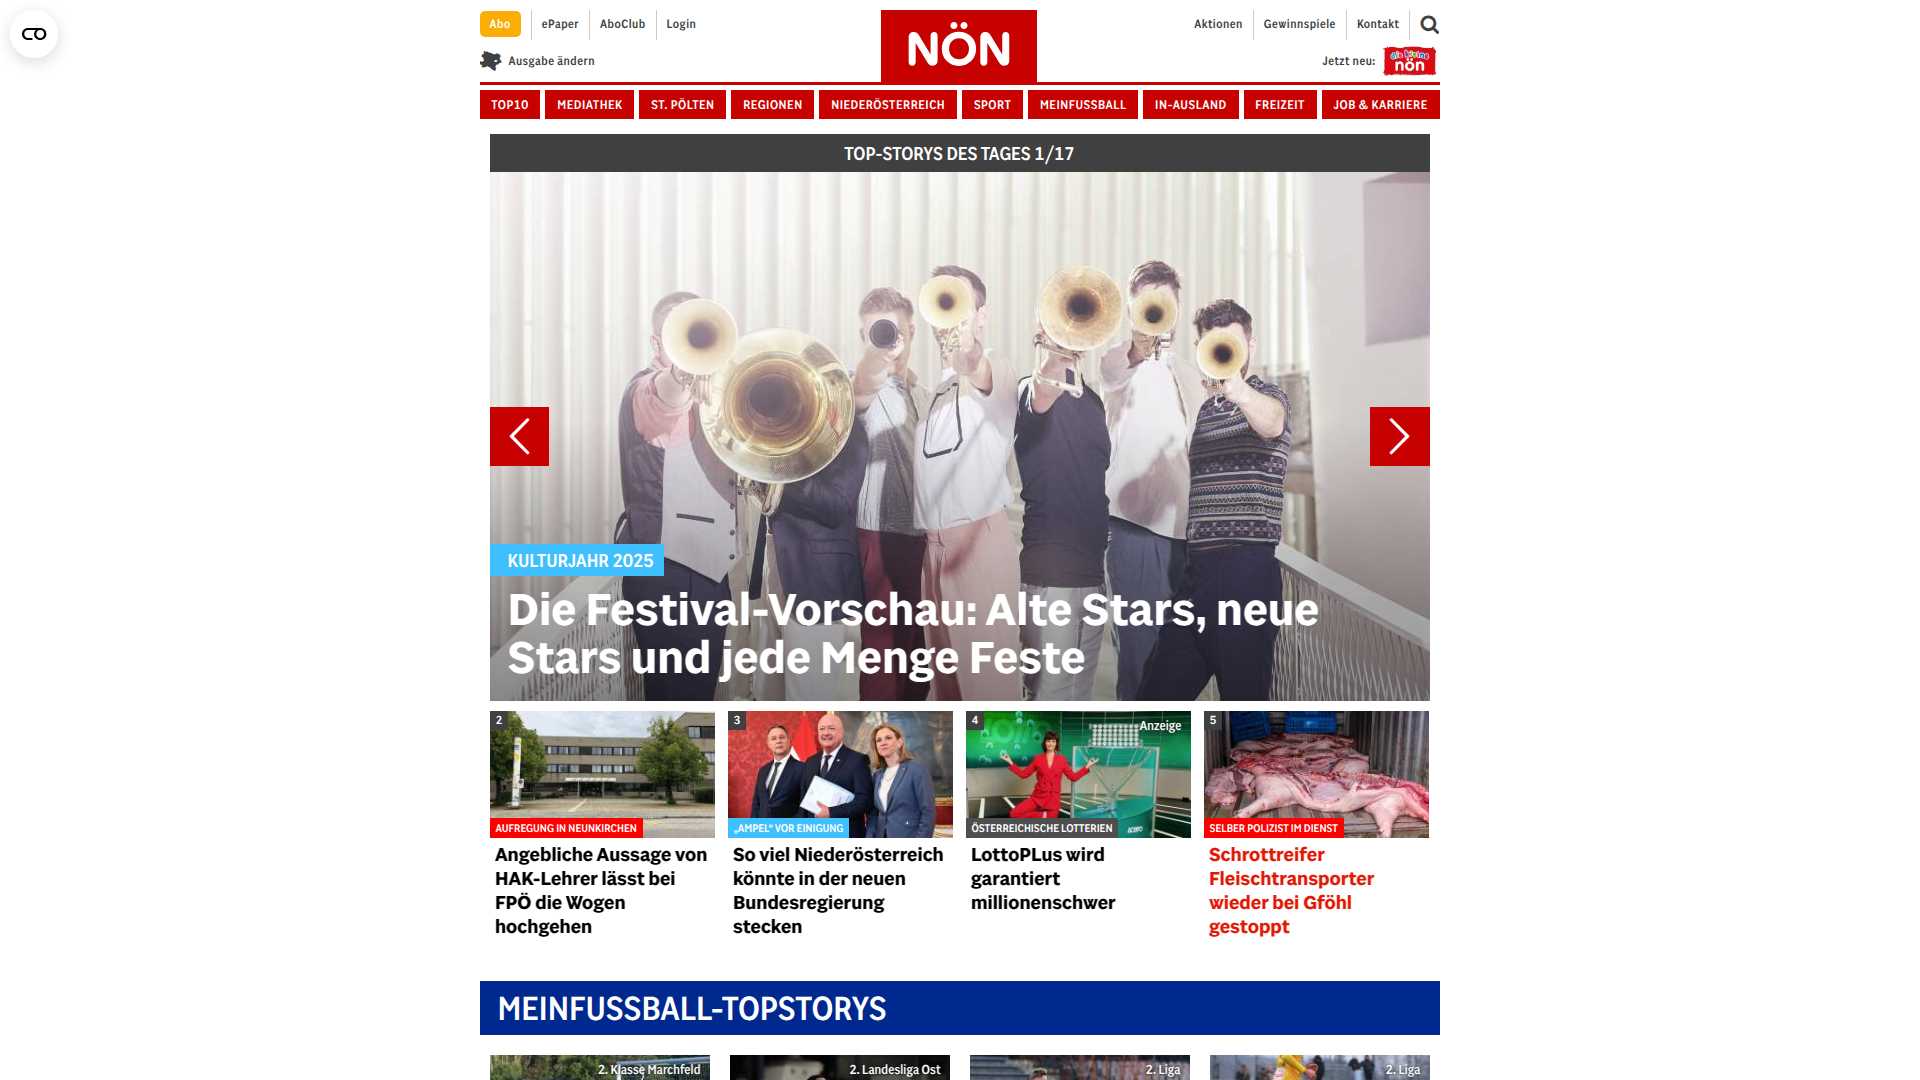 Abo
ePaper
AboClub
Login
NÖN
Aktionen
Gewinnspiele
Kontakt
Ausgabe ändern
Jetzt neu:
die kleine
nön
TOP10
MEDIATHEK
ST. PÖLTEN
REGIONEN
NIEDERÖSTERREICH
SPORT
MEINFUSSBALL
IN-AUSLAND
FREIZEIT
JOB & KARRIERE
TOP-STORYS DES TAGES 1/17
KULTURJAHR 2025
Die Festival-Vorschau: Alte Stars, neue
Stars und jede Menge Feste
2
AUFREGUNG IN NEUNKIRCHEN
Angebliche Aussage von
HAK-Lehrer lässt bei
FPÖ die Wogen
hochgehen
3
„AMPEL“ VOR EINIGUNG
So viel Niederösterreich
könnte in der neuen
Bundesregierung
stecken
4
Anzeige
ÖSTERREICHISCHE LOTTERIEN
LottoPLus wird
garantiert
millionenschwer
5
SELBER POLIZIST IM DIENST
Schrottreifer
Fleischtransporter
wieder bei Gföhl
gestoppt
MEINFUSSBALL-TOPSTORYS
2. Klasse Marchfeld
2. Landesliga Ost
2. Liga
2. Liga